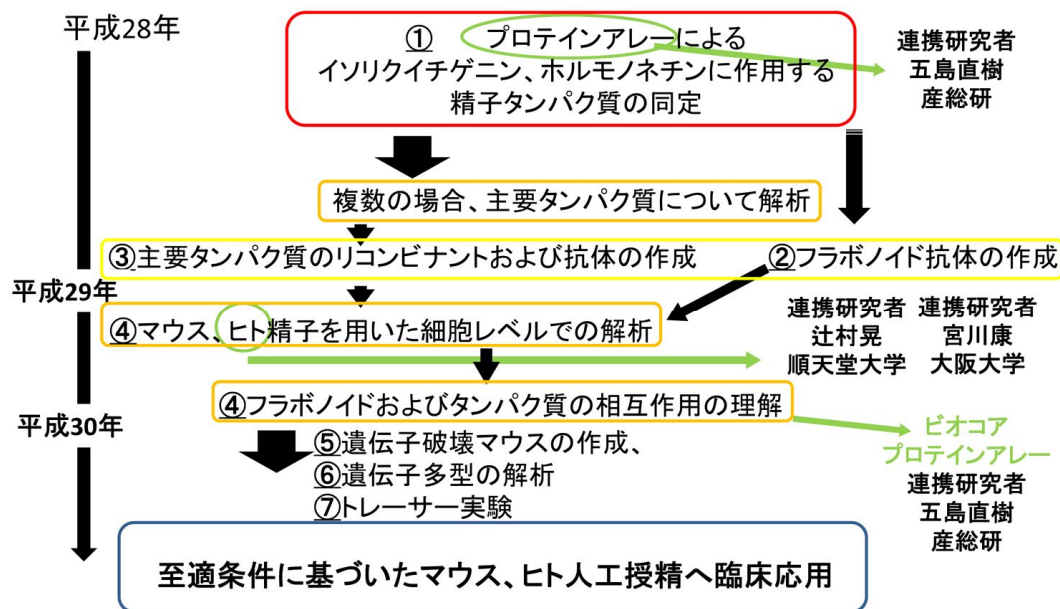 平成28年
① プロテインアレーによる
イソリクイチゲニン、ホルモノネチンに作用する
精子タンパク質の同定
連携研究者
五島直樹
産総研
複数の場合、主要タンパク質について解析
③主要タンパク質のリコンビナントおよび抗体の作成
②フラボノイド抗体の作成
平成29年
④マウス、ヒト精子を用いた細胞レベルでの解析
連携研究者
辻村晃
順天堂大学
連携研究者
宮川康
大阪大学
④フラボノイドおよびタンパク質の相互作用の理解
平成30年
⑤遺伝子破壊マウスの作成、
⑥遺伝子多型の解析
⑦トレーサー実験
ビオコア
プロテインアレー
連携研究者
五島直樹
産総研
至適条件に基づいたマウス、ヒト人工授精へ臨床応用